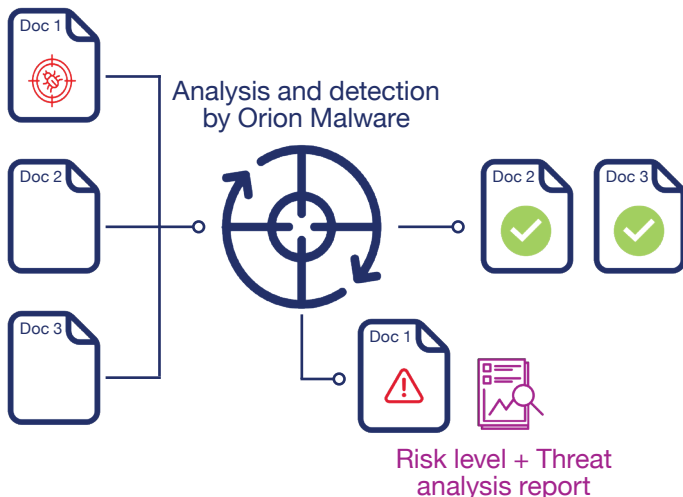 Doc 1
Analysis and detection
by Orion Malware
Doc 2
Doc 2
Doc 3
Doc 3
Doc 1
Risk level + Threat
analysis report